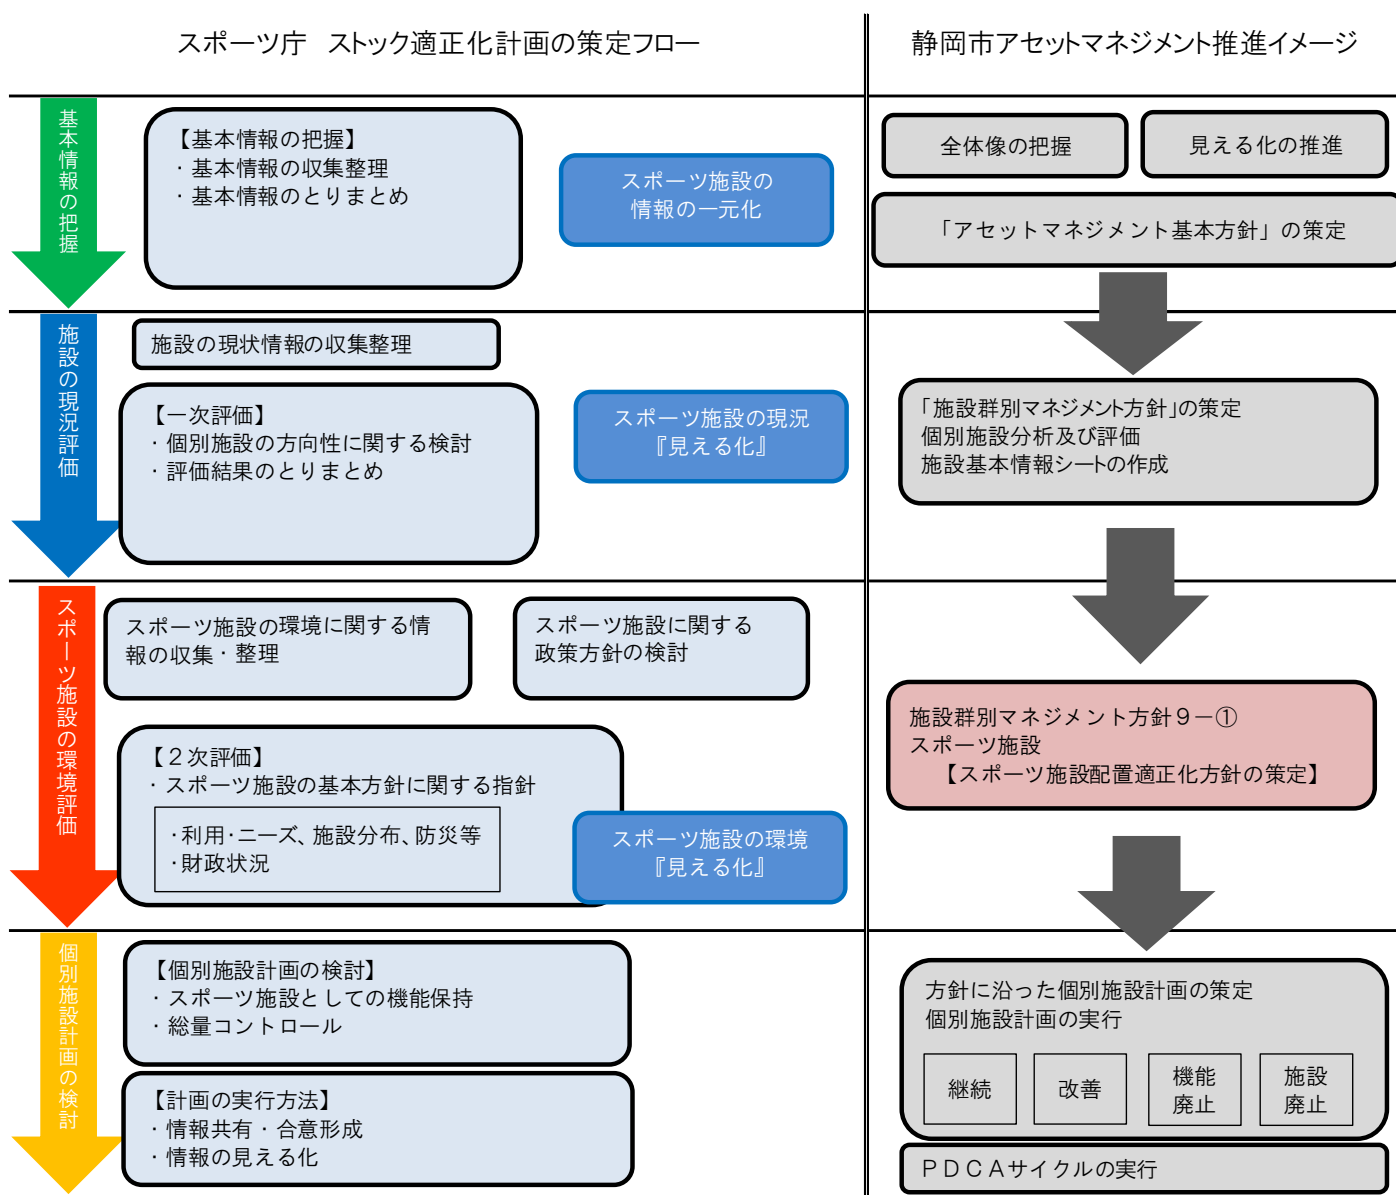 スポーツ庁　ストック適正化計画の策定フロー
静岡市アセットマネジメント推進イメージ
基本情報の把握
【基本情報の把握】
・基本情報の収集整理
・基本情報のとりまとめ
スポーツ施設の
情報の一元化
全体像の把握
見える化の推進
「アセットマネジメント基本方針」の策定
施設の現況評価
施設の現状情報の収集整理
【一次評価】
・個別施設の方向性に関する検討
・評価結果のとりまとめ
スポーツ施設の現況
『見える化』
「施設群別マネジメント方針」の策定
個別施設分析及び評価
施設基本情報シートの作成
スポーツ施設の環境評価
スポーツ施設の環境に関する情
報の収集・整理
スポーツ施設に関する
政策方針の検討
【２次評価】
・スポーツ施設の基本方針に関する指針
・利用・ニーズ、施設分布、防災等
・財政状況
スポーツ施設の環境
『見える化』
施設群別マネジメント方針９－①
スポーツ施設
【スポーツ施設配置適正化方針の策定】
個別施設計画の検討
【個別施設計画の検討】
・スポーツ施設としての機能保持
・総量コントロール
【計画の実行方法】
・情報共有・合意形成
・情報の見える化
方針に沿った個別施設計画の策定
個別施設計画の実行
継続
改善
機能
廃止
施設
廃止
ＰＤＣＡサイクルの実行